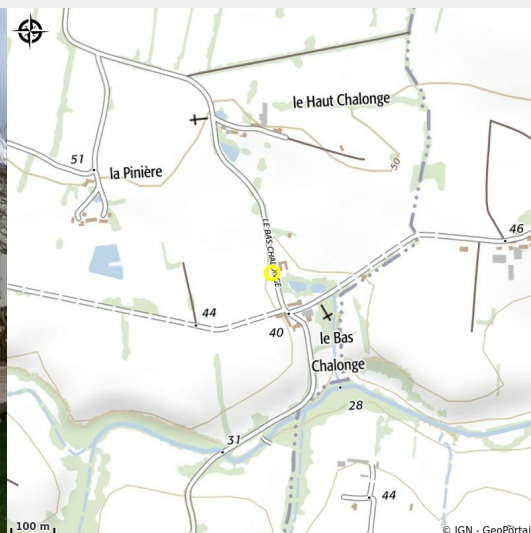 le Haut Chalonge
51
la Pinière
50
LE BAS CHALONGE
46
44
40
le Bas
Chalonge
28
31
44
100 m
© IGN - GeoPortai